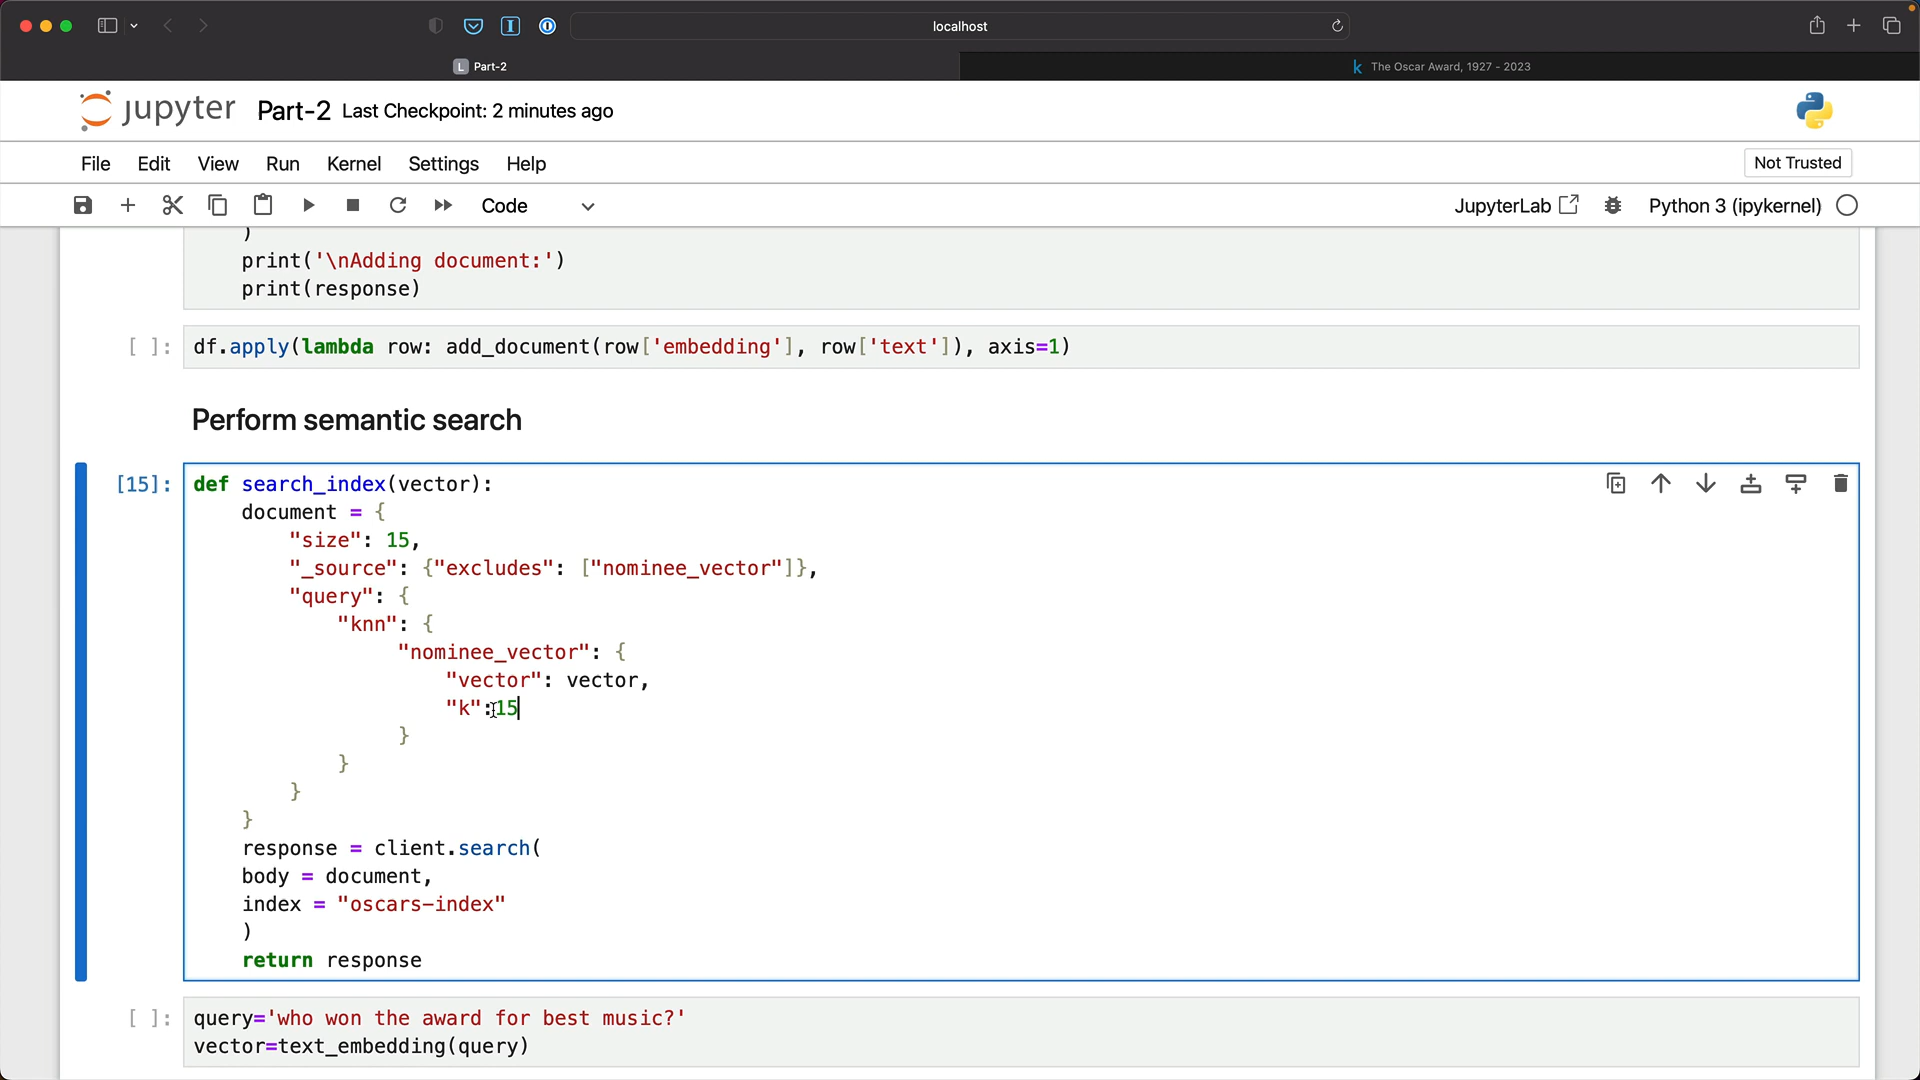 localhost
L Part-2
k The Oscar Award, 1927 - 2023
jupyter Part-2 Last Checkpoint: 2 minutes ago
File Edit View Run Kernel Settings Help
Not Trusted
Code
JupyterLab
Python 3 (ipykernel)
)
print('\nAdding document:')
print(response)
[ ]: df.apply(lambda row: add_document(row['embedding'], row['text']), axis=1)
Perform semantic search
[15]: def search_index(vector):
document = {
"size": 15,
"_source": {"excludes": ["nominee_vector"]},
"query": {
"knn": {
"nominee_vector": {
"vector": vector,
"k":15
}
}
}
}
response = client.search(
body = document,
index = "oscars-index"
)
return response
[ ]: query='who won the award for best music?'
vector=text_embedding(query)